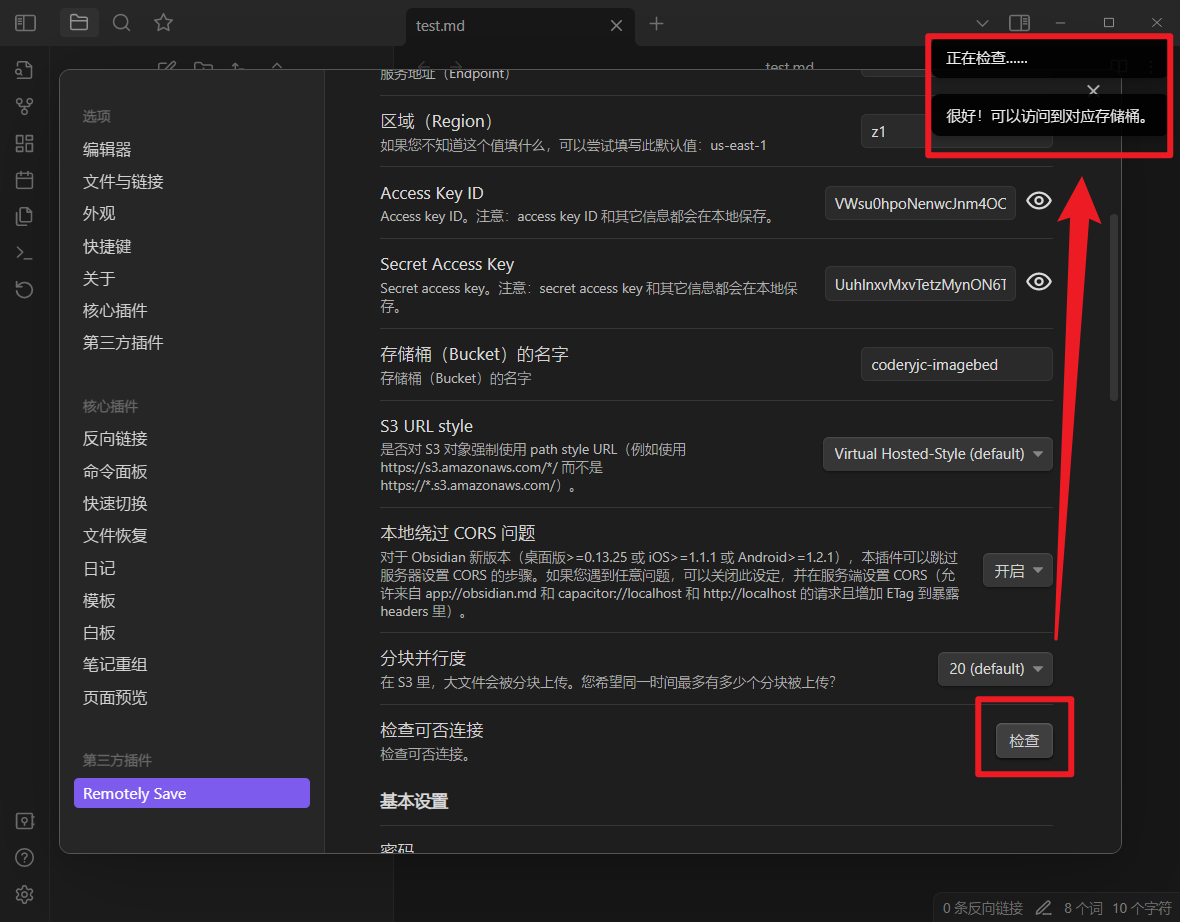 test.md
test.md
正在检查......
很好！可以访问到对应存储桶。
选项
编辑器
文件与链接
外观
快捷键
关于
核心插件
第三方插件
核心插件
反向链接
命令面板
快速切换
文件恢复
日记
模板
白板
笔记重组
页面预览
第三方插件
Remotely Save
服务地址（Endpoint）
区域（Region）
如果您不知道这个值填什么，可以尝试填写此默认值：us-east-1
z1
Access Key ID
Access key ID。注意：access key ID 和其它信息都会在本地保存。
VWsu0hpoNenwcJnm4OC
Secret Access Key
Secret access key。注意：secret access key 和其它信息都会在本地保
存。
UuhInxvMxvTetzMynON6T
存储桶（Bucket）的名字
存储桶（Bucket）的名字
coderyjc-imagebed
S3 URL style
是否对 S3 对象强制使用 path style URL（例如使用
https://s3.amazonaws.com/*/ 而不是
https://*.s3.amazonaws.com/）。
Virtual Hosted-Style (default)
本地绕过 CORS 问题
对于 Obsidian 新版本（桌面版>=0.13.25 或 iOS>=1.1.1 或 Android>=1.2.1），本插件可以跳过
服务器设置 CORS 的步骤。如果您遇到任意问题，可以关闭此设定，并在服务端设置 CORS（允
许来自 app://obsidian.md 和 capacitor://localhost 和 http://localhost 的请求且增加 ETag 到暴露
headers 里）。
开启
分块并行度
在 S3 里，大文件会被分块上传。您希望同一时间最多有多少个分块被上传？
20 (default)
检查可否连接
检查可否连接。
检查
基本设置
密码
0 条反向链接
8 个词
10 个字符